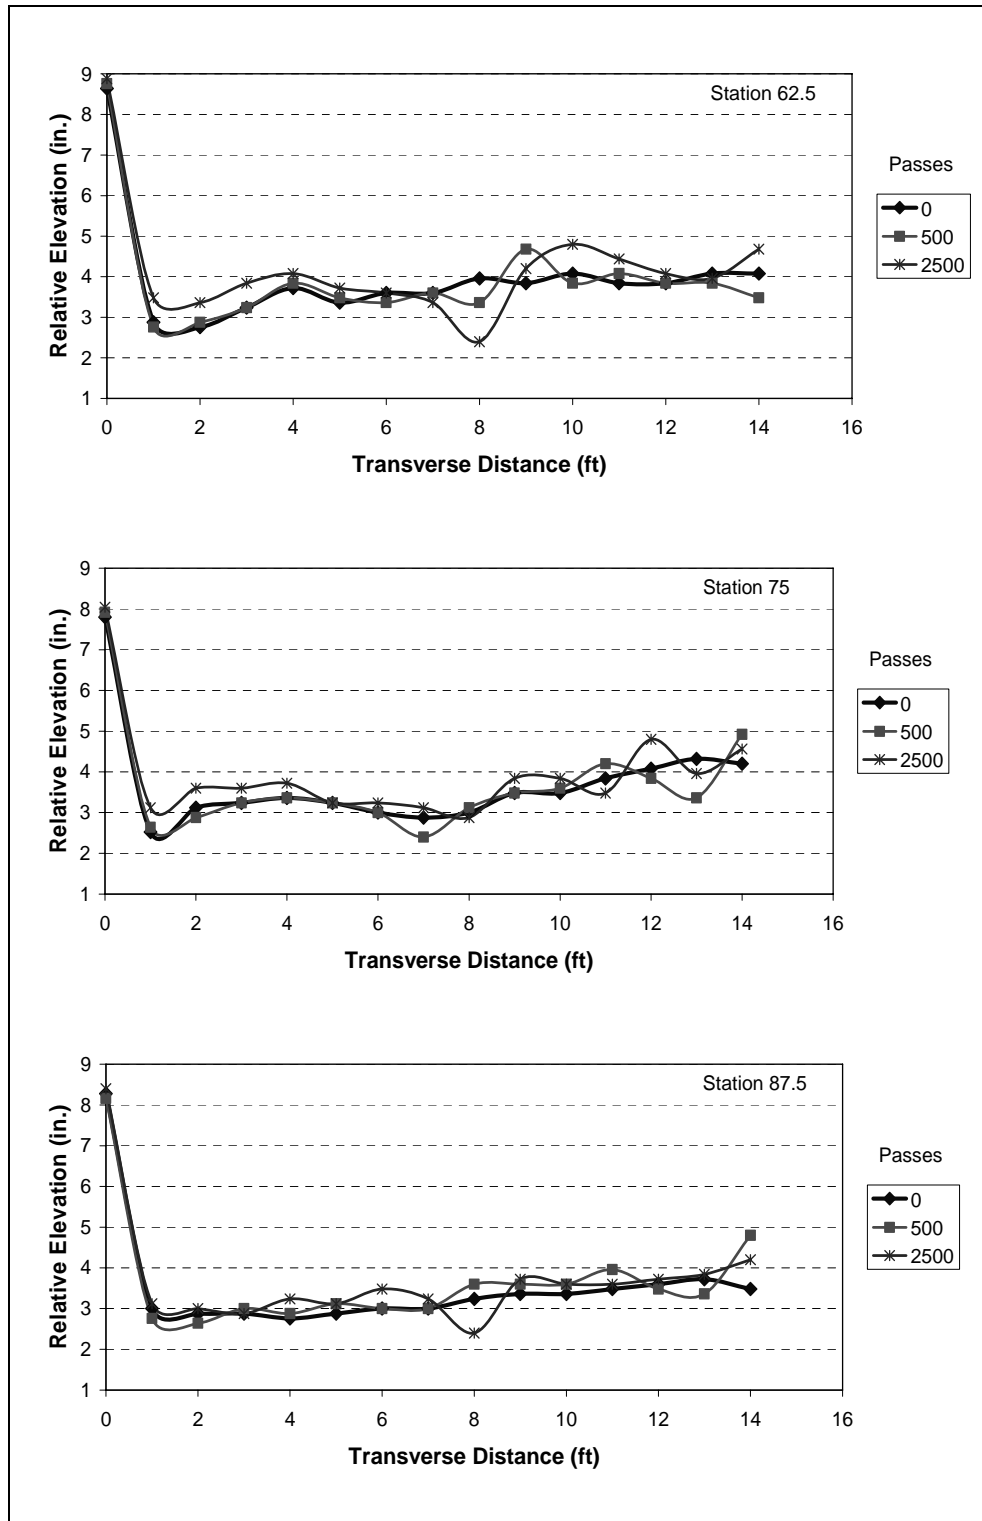 Station 62.5
9
8
7
6
5
4
3
2
1
0 2 4 6 8 10 12 14 16
Relative Elevation (in.)
Transverse Distance (ft)
Passes
0
500
2500
Station 75
9
8
7
6
5
4
3
2
1
0 2 4 6 8 10 12 14 16
Relative Elevation (in.)
Transverse Distance (ft)
Passes
0
500
2500
Station 87.5
9
8
7
6
5
4
3
2
1
0 2 4 6 8 10 12 14 16
Relative Elevation (in.)
Transverse Distance (ft)
Passes
0
500
2500